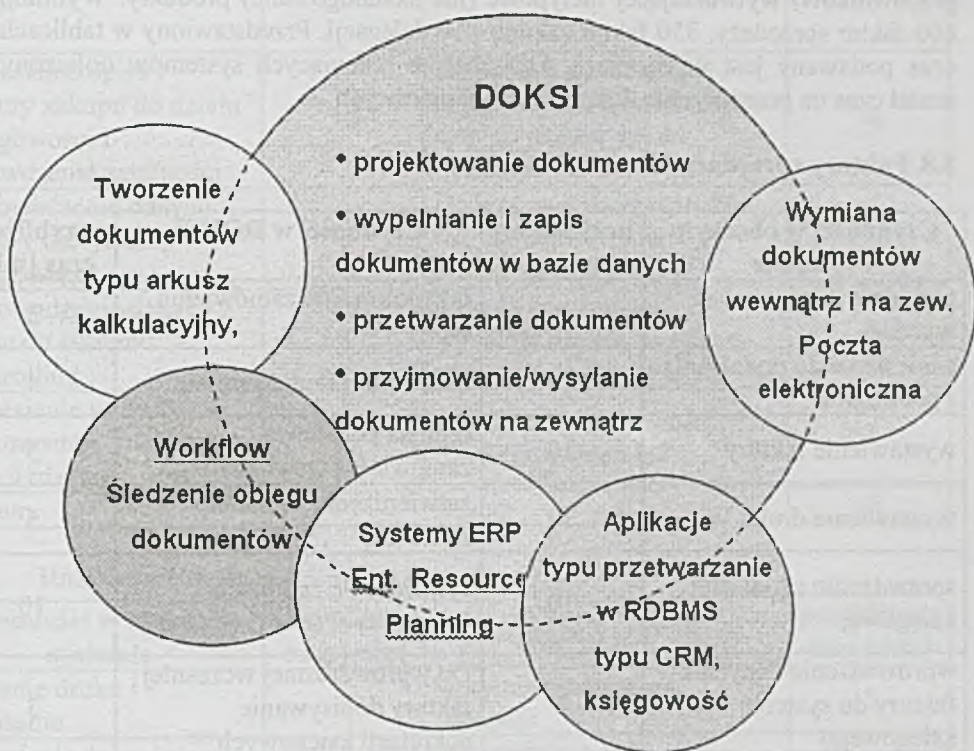 DOKSI
• projektowanie dokumentów
• wypełnianie i zapis
dokumentów w bazie danych
• przetwarzanie dokumentów
• przyjmowanie/wysyłanie
dokumentów na zewnątrz
Tworzenie
dokumentów
typu arkusz
kalkulacyjny,
Workflow
Śledzenie obiegu
dokumentów
Systemy ERP
Ent. Resource
Planning
Aplikacje
typu przetwarzanie
w RDBMS
typu CRM,
księgowość
Wymiana
dokumentów
wewnątrz i na zew.
Poczta
elektroniczna